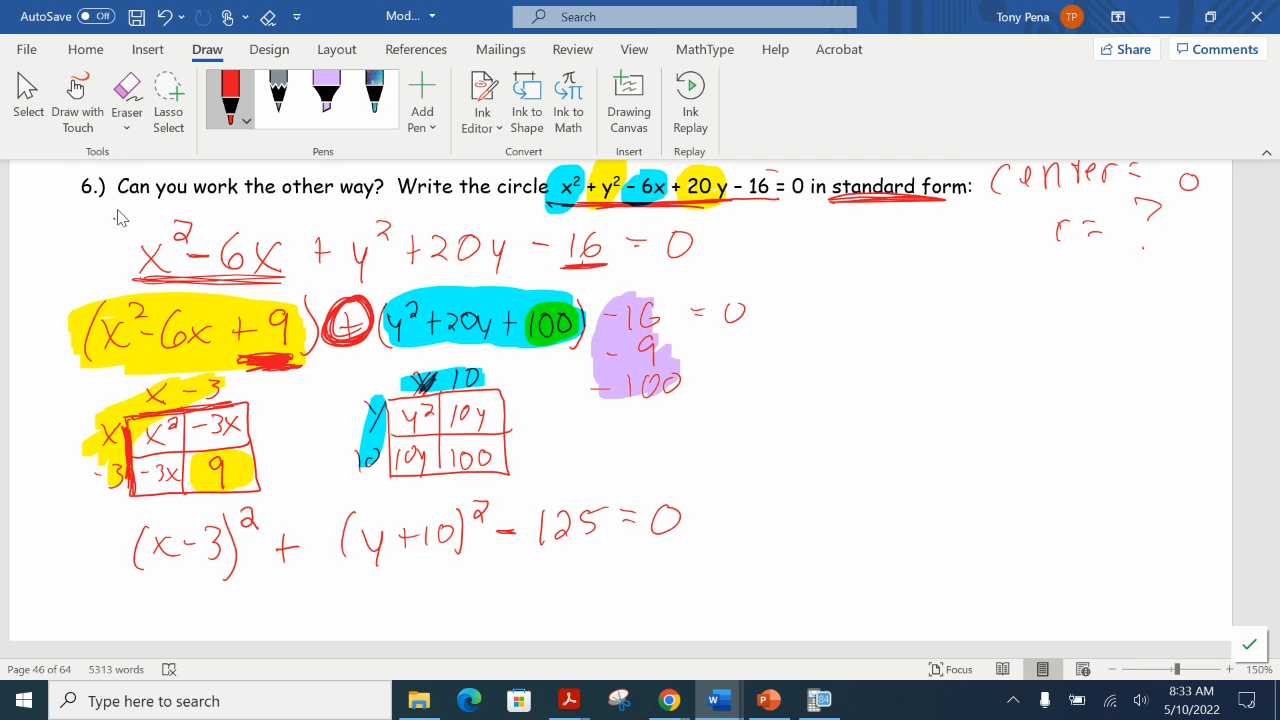 AutoSave Off Mod... Search Tony Pena TP
File Home Insert Draw Design Layout References Mailings Review View MathType Help Acrobat Share Comments
Select Draw with Touch Eraser Lasso Select Add Pen Ink Editor Ink to Shape Ink to Math Drawing Canvas Ink Replay
Tools Pens Convert Insert Replay
6.) Can you work the other way? Write the circle x² + y² – 6x + 20 y – 16 = 0 in standard form:
center =
r = ?
x² - 6x + y² + 20y - 16 = 0
(x² - 6x + 9) + (y² + 20y + 100) - 16 = 0
- 9
- 100
x - 3
10
x x² -3x
y y² 10y
-3 -3x 9
10 10y 100
(x - 3)² + (y + 10)² - 125 = 0
Page 46 of 64 5313 words Focus 150%
Type here to search 8:33 AM
5/10/2022